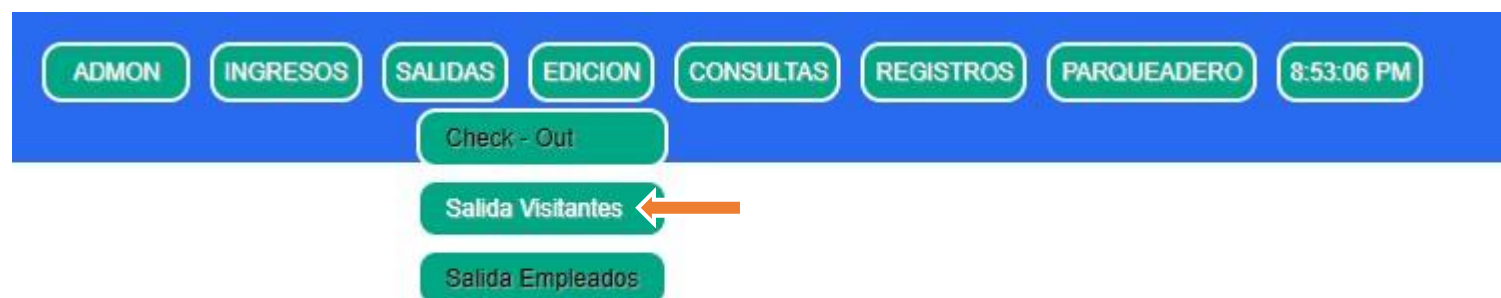 ADMON INGRESOS SALIDAS EDICION CONSULTAS REGISTROS PARQUEADERO 8:53:06 PM
Check - Out
Salida Visitantes
Salida Empleados